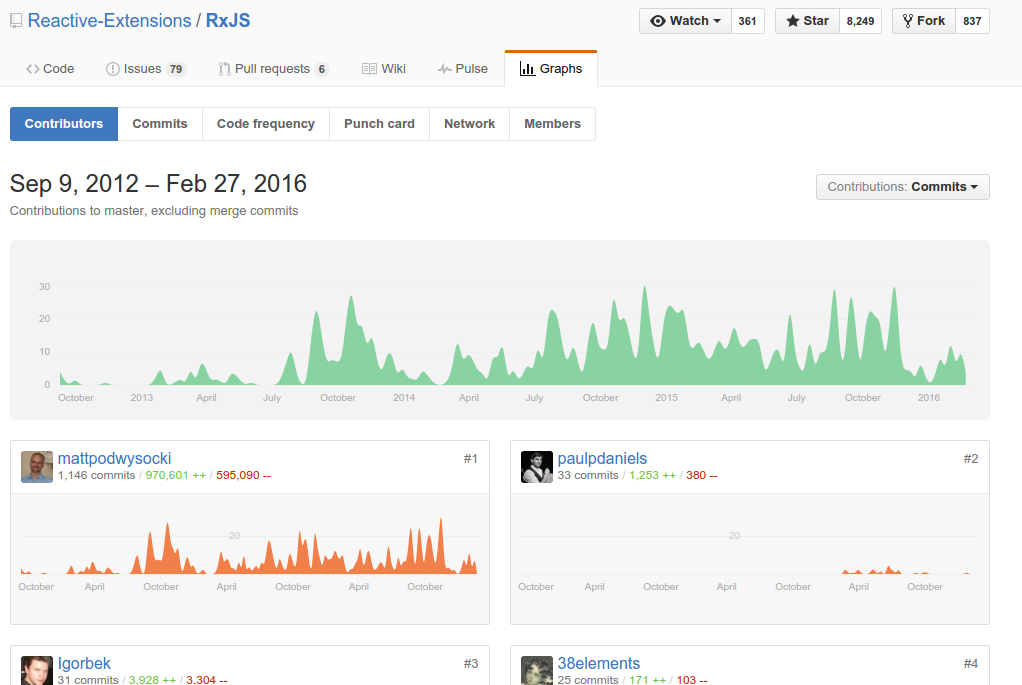 Reactive-Extensions / RxJS
Watch 361 Star 8,249 Fork 837
Code Issues 79 Pull requests 6 Wiki Pulse Graphs
Contributors Commits Code frequency Punch card Network Members
Sep 9, 2012 – Feb 27, 2016
Contributions: Commits
Contributions to master, excluding merge commits
30
20
10
0
October 2013 April July October 2014 April July October 2015 April July October 2016
mattpodwysocki #1
1,146 commits / 970,601 ++ / 595,090 --
20
October April October April October April October
paulpdaniels #2
33 commits / 1,253 ++ / 380 --
20
October April October April October April October
Igorbek #3
31 commits / 3,928 ++ / 3,304 --
38elements #4
25 commits / 171 ++ / 103 --